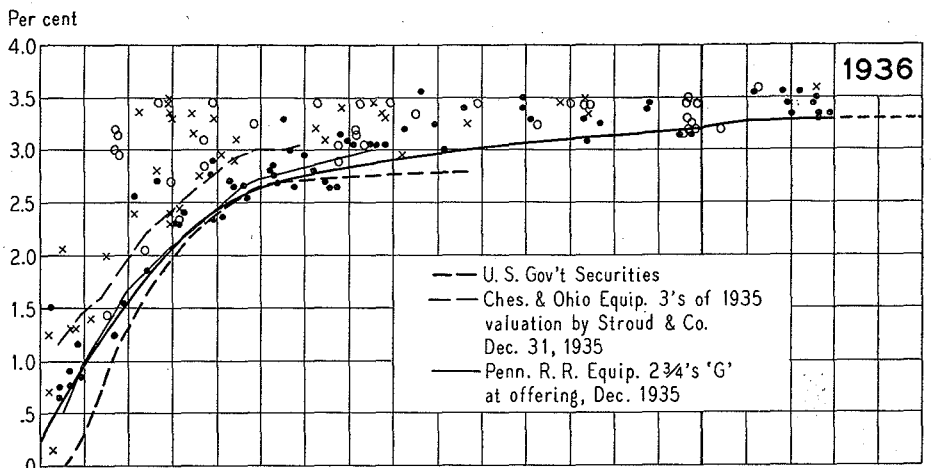 Per cent
4.0
1936
3.5
3.0
2.5
2.0
1.5
1.0
.5
0
U.S. Gov't Securities
Ches. & Ohio Equip. 3's of 1935
valuation by Stroud & Co.
Dec. 31, 1935
Penn. R.R. Equip. 2¾'s 'G'
at offering, Dec. 1935